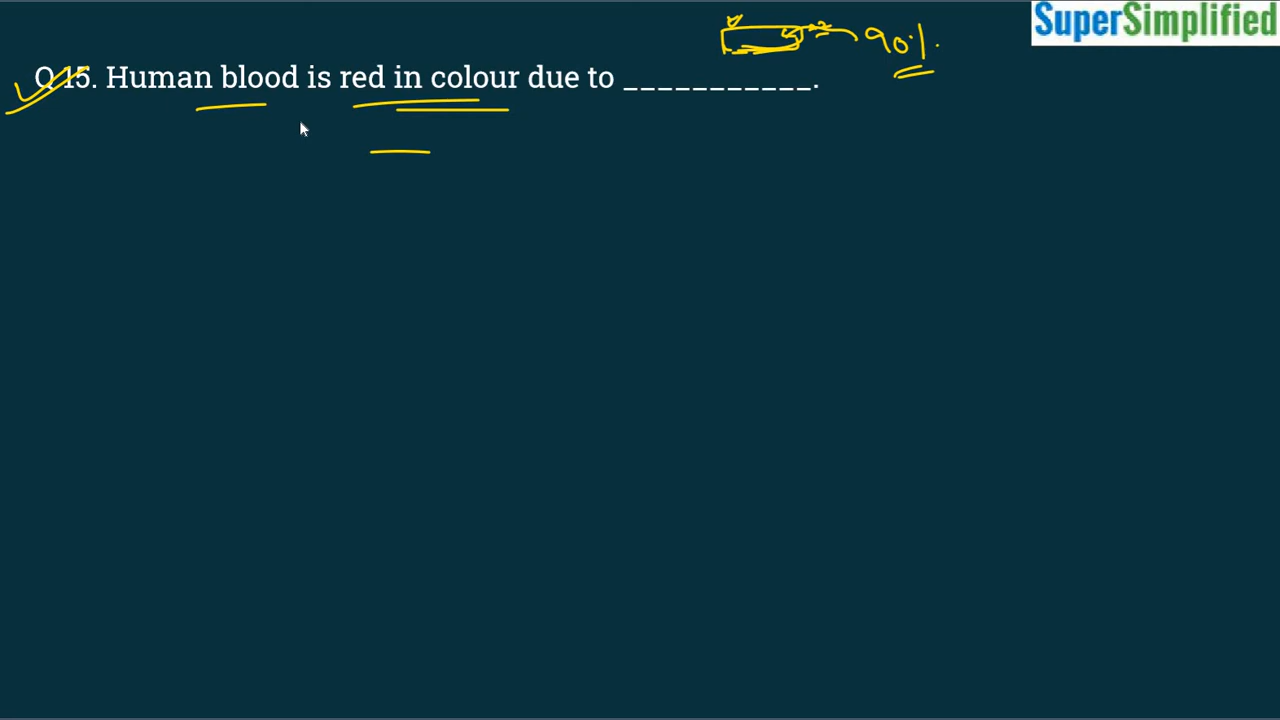 SuperSimplified
90%.
Q 15. Human blood is red in colour due to ___________.